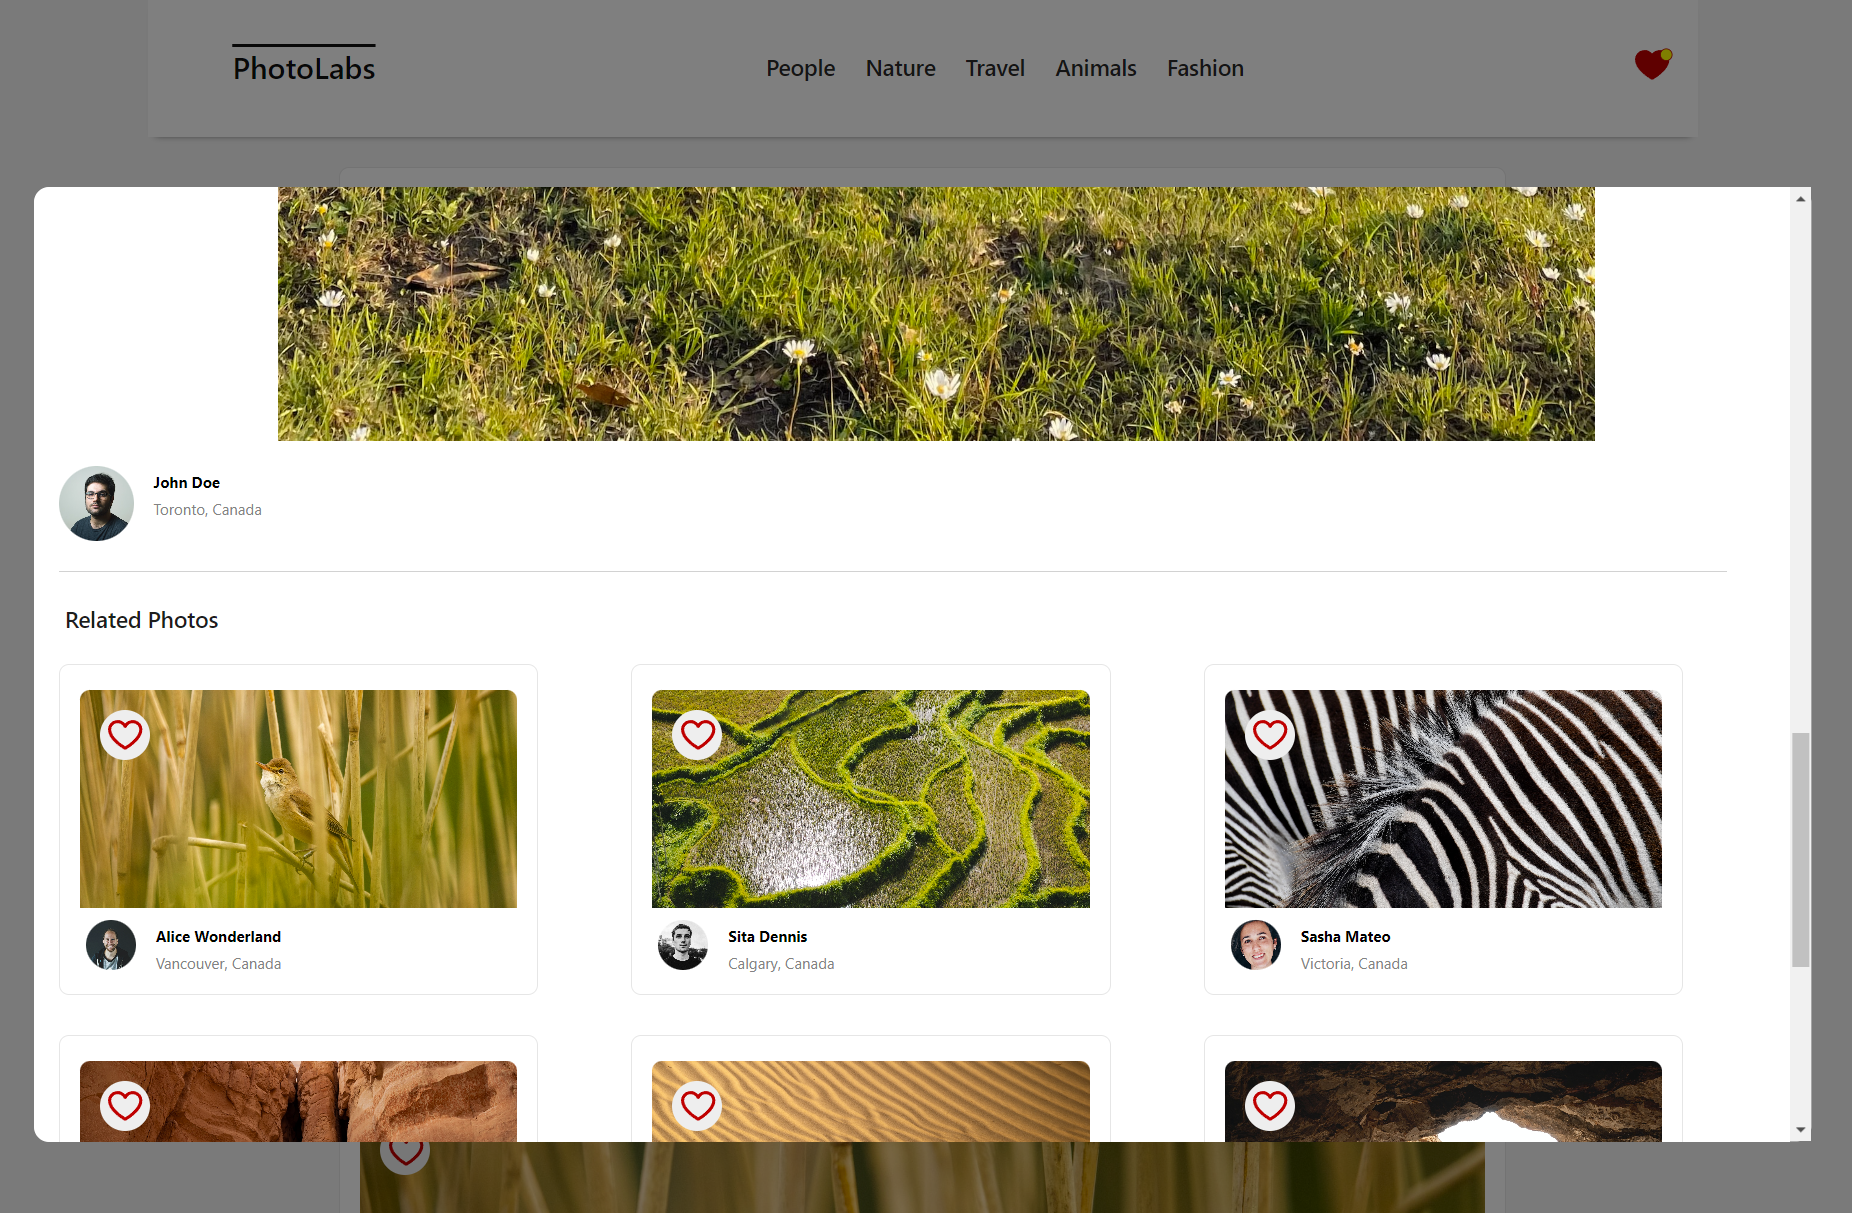 PhotoLabs
People Nature Travel Animals Fashion
John Doe
Toronto, Canada
Related Photos
Alice Wonderland
Vancouver, Canada
Sita Dennis
Calgary, Canada
Sasha Mateo
Victoria, Canada